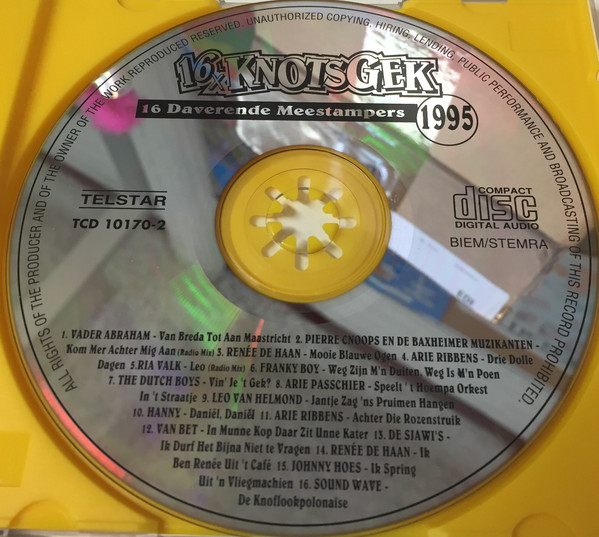 ALL RIGHTS OF THE PRODUCER AND OF THE OWNER OF THE WORK REPRODUCED RESERVED. UNAUTHORIZED COPYING, HIRING, LENDING, PUBLIC PERFORMANCE AND BROADCASTING OF THIS RECORD PROHIBITED.
16x KNOTSGEK
16 Daverende Meestampers
1995
TELSTAR
TCD 10170-2
COMPACT
disc
DIGITAL AUDIO
BIEM/STEMRA
1. VADER ABRAHAM - Van Breda Tot Aan Maastricht 2. PIERRE CNOOPS EN DE BAXHEIMER MUZIKANTEN -
Kom Mer Achter Mig Aan (Radio Mix) 3. RENÉE DE HAAN - Mooie Blauwe Ogen 4. ARIE RIBBENS - Drie Dolle
Dagen 5.RIA VALK - Leo (Radio Mix) 6. FRANKY BOY - Weg Zijn M'n Duiten, Weg Is M'n Poen
7. THE DUTCH BOYS - Vin' Je 't Gek? 8. ARIE PASSCHIER - Speelt 't Hoempa Orkest
In 't Straatje 9. LEO VAN HELMOND - Jantje Zag 'ns Pruimen Hangen
10. HANNY - Daniël, Daniël 11. ARIE RIBBENS - Achter Die Rozenstruik
12. VAN BET - In Munne Kop Daar Zit Unne Kater 13. DE SJAWI'S -
Ik Durf Het Bijna Niet te Vragen 14. RENÉE DE HAAN - Ik
Ben Renée Uit 't Café 15. JOHNNY HOES - Ik Spring
Uit 'n Vliegmachien 16. SOUND WAVE -
De Knoflookpolonaise